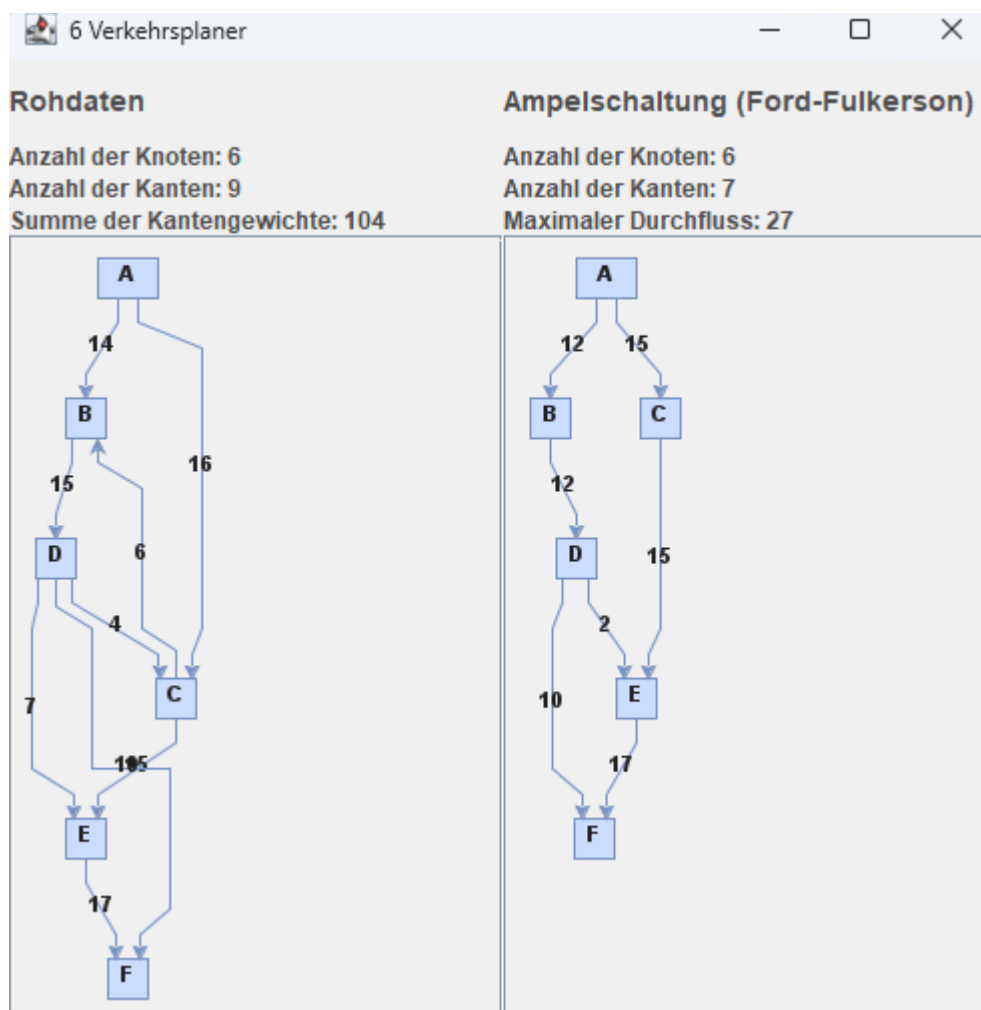 6 Verkehrsplaner
Rohdaten
Anzahl der Knoten: 6
Anzahl der Kanten: 9
Summe der Kantengewichte: 104
A
14
B
16
15
D
6
4
C
7
E
17
F
Ampelschaltung (Ford-Fulkerson)
Anzahl der Knoten: 6
Anzahl der Kanten: 7
Maximaler Durchfluss: 27
A
12
15
B
C
12
D
15
2
E
10
17
F